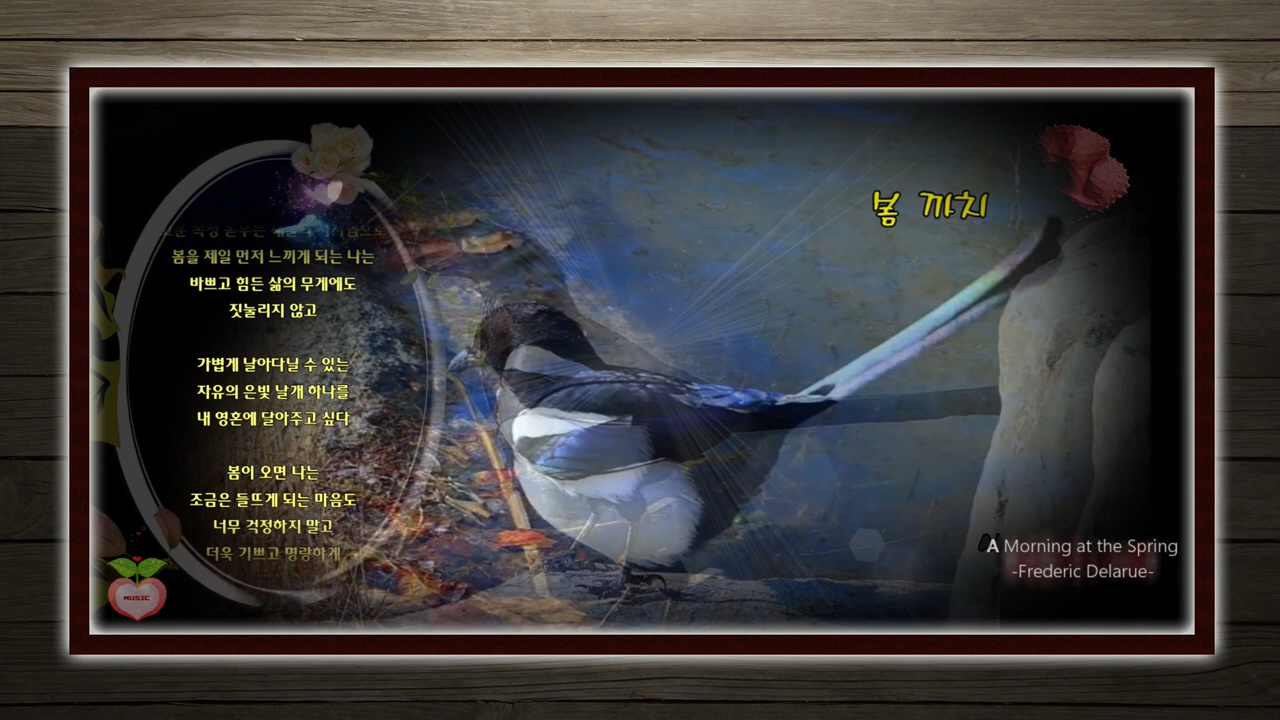 봄 까치
봄을 제일 먼저 느끼게 되는 나는
바쁘고 힘든 삶의 무게에도
짓눌리지 않고
가볍게 날아다닐 수 있는
자유의 은빛 날개 하나를
내 영혼에 달아주고 싶다
봄이 오면 나는
조금은 들뜨게 되는 마음도
너무 걱정하지 말고
더욱 기쁘고 명랑하게
A Morning at the Spring
-Frederic Delarue-
MUSIC